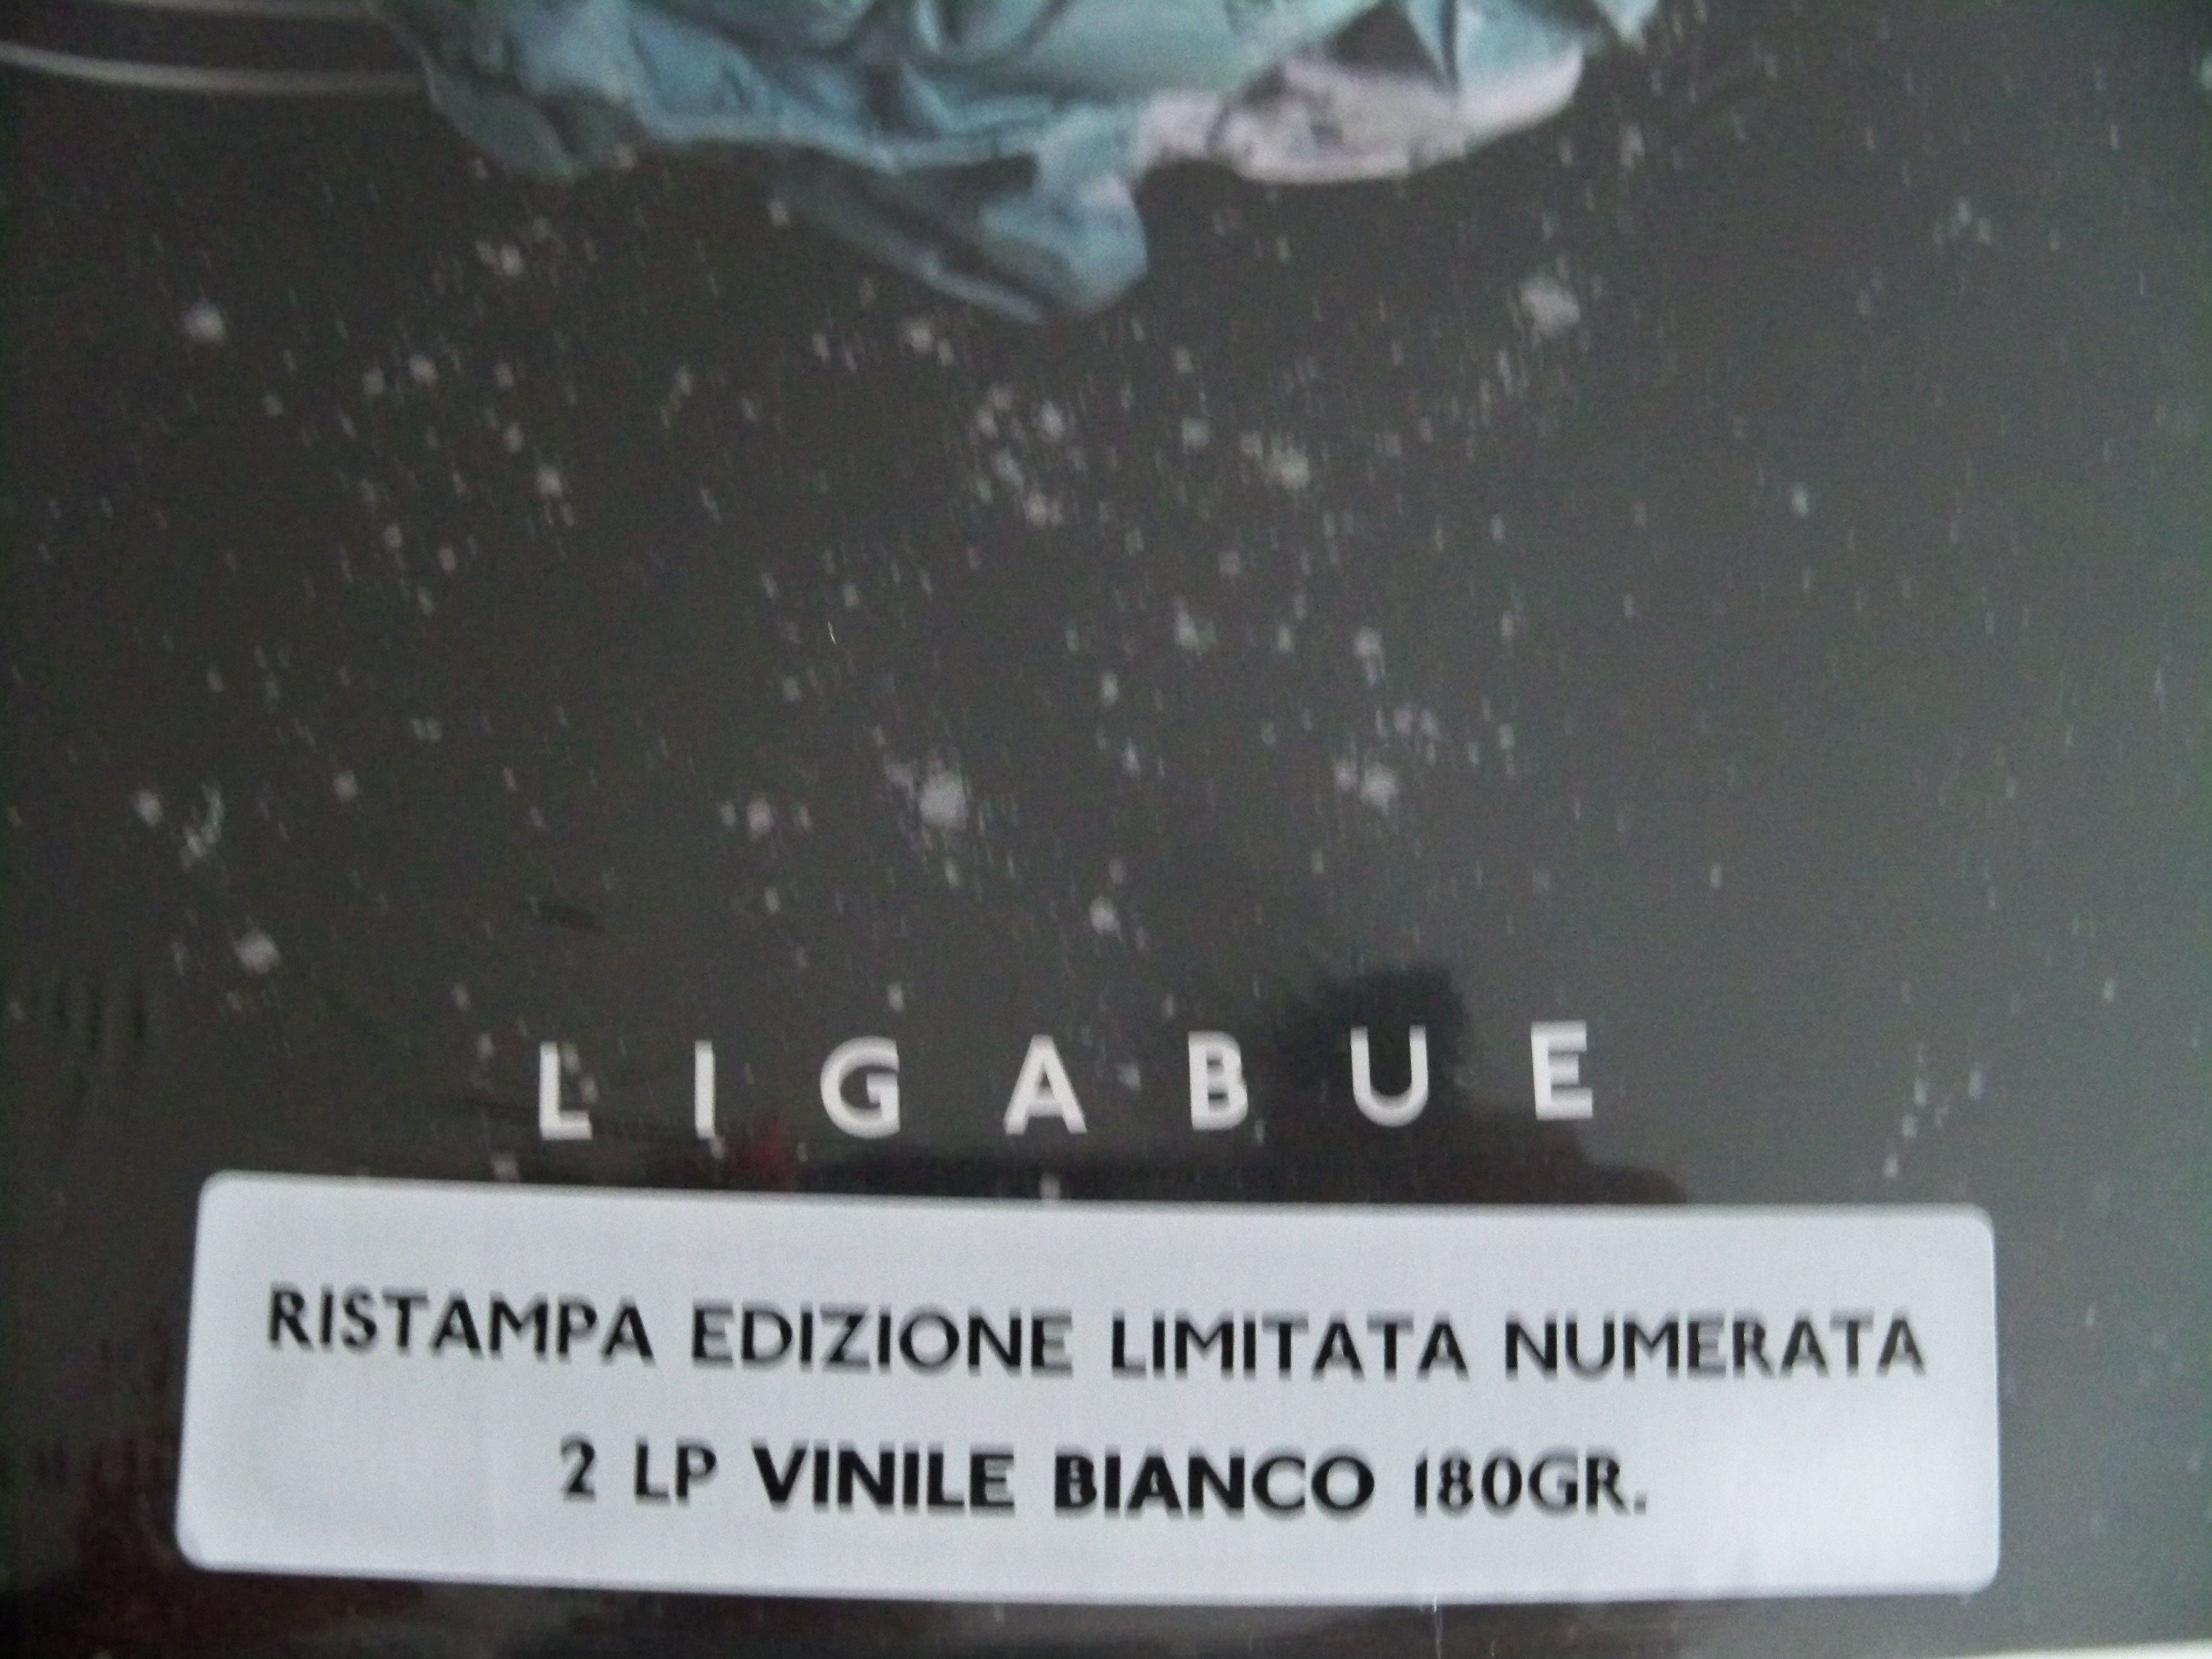 LIGABUE
RISTAMPA EDIZIONE LIMITATA NUMERATA
2 LP VINILE BIANCO 180GR.